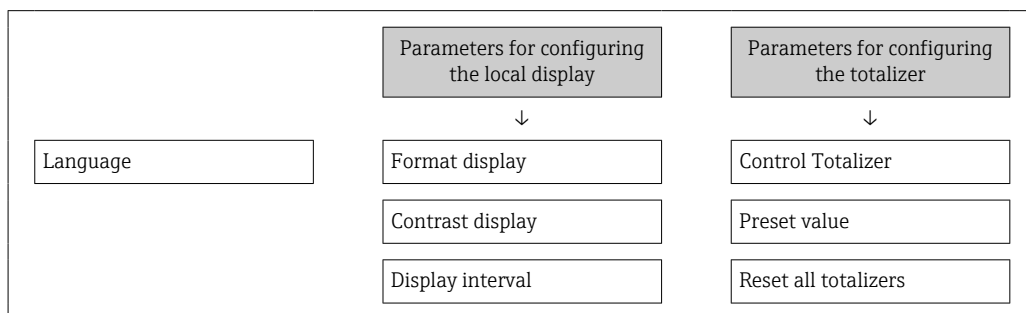 Parameters for configuring
the local display
Parameters for configuring
the totalizer
↓
↓
Language
Format display
Control Totalizer
Contrast display
Preset value
Display interval
Reset all totalizers